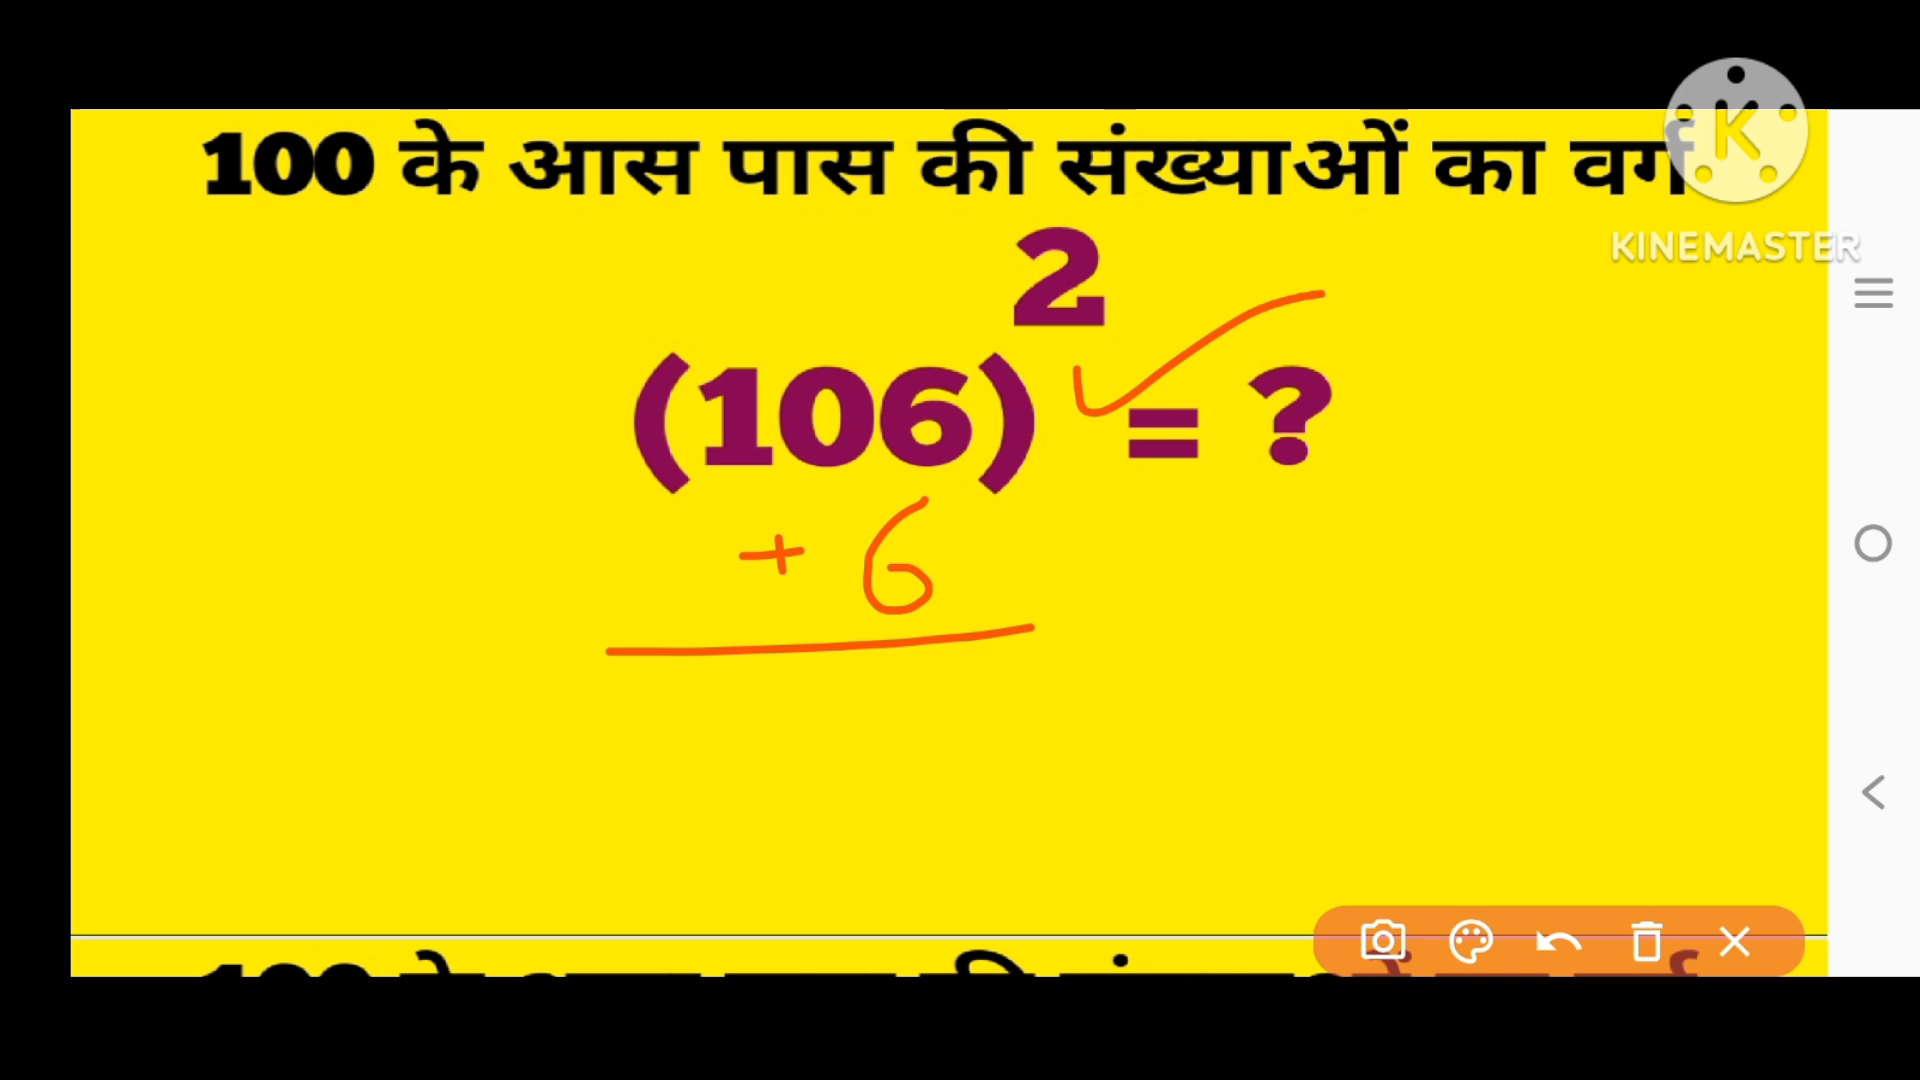 100 के आस पास की संख्याओं का वर्ग
KINEMASTER
(106)² = ?
+ 6